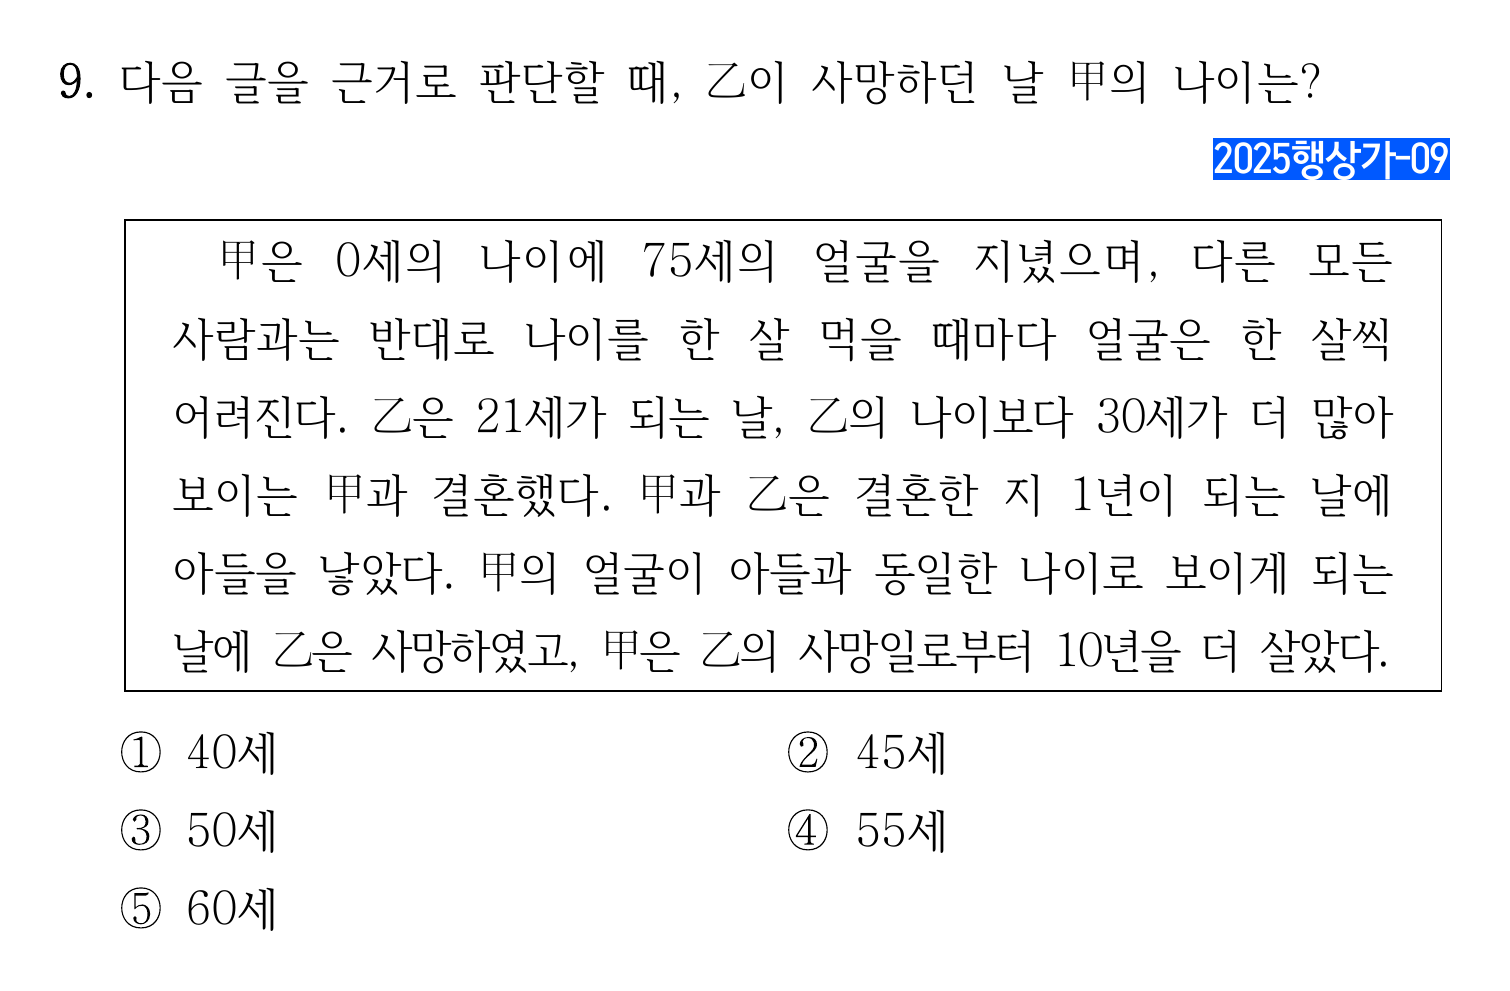 9. 다음 글을 근거로 판단할 때, 乙이 사망하던 날 甲의 나이는?
2025행상가-09
甲은 0세의 나이에 75세의 얼굴을 지녔으며, 다른 모든
사람과는 반대로 나이를 한 살 먹을 때마다 얼굴은 한 살씩
어려진다. 乙은 21세가 되는 날, 乙의 나이보다 30세가 더 많아
보이는 甲과 결혼했다. 甲과 乙은 결혼한 지 1년이 되는 날에
아들을 낳았다. 甲의 얼굴이 아들과 동일한 나이로 보이게 되는
날에 乙은 사망하였고, 甲은 乙의 사망일로부터 10년을 더 살았다.
① 40세 ② 45세
③ 50세 ④ 55세
⑤ 60세